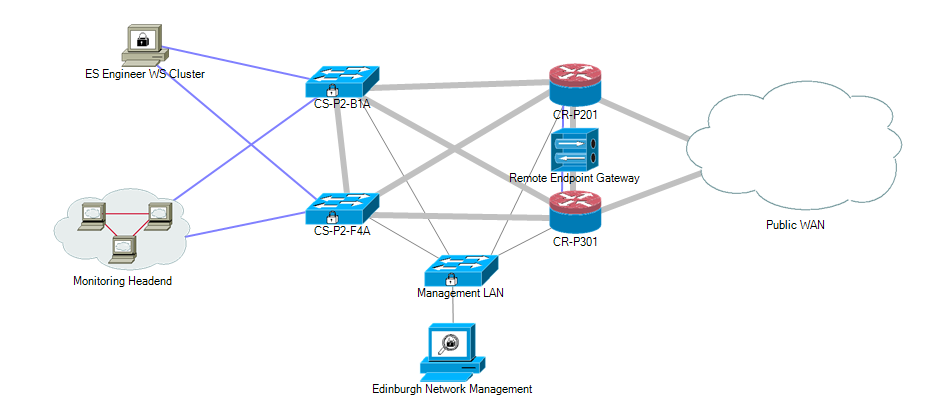 ES Engineer WS Cluster
CS-P2-B1A
CR-P201
Remote Endpoint Gateway
CS-P2-F4A
Public WAN
CR-P301
Monitoring Headend
Management LAN
Edinburgh Network Management